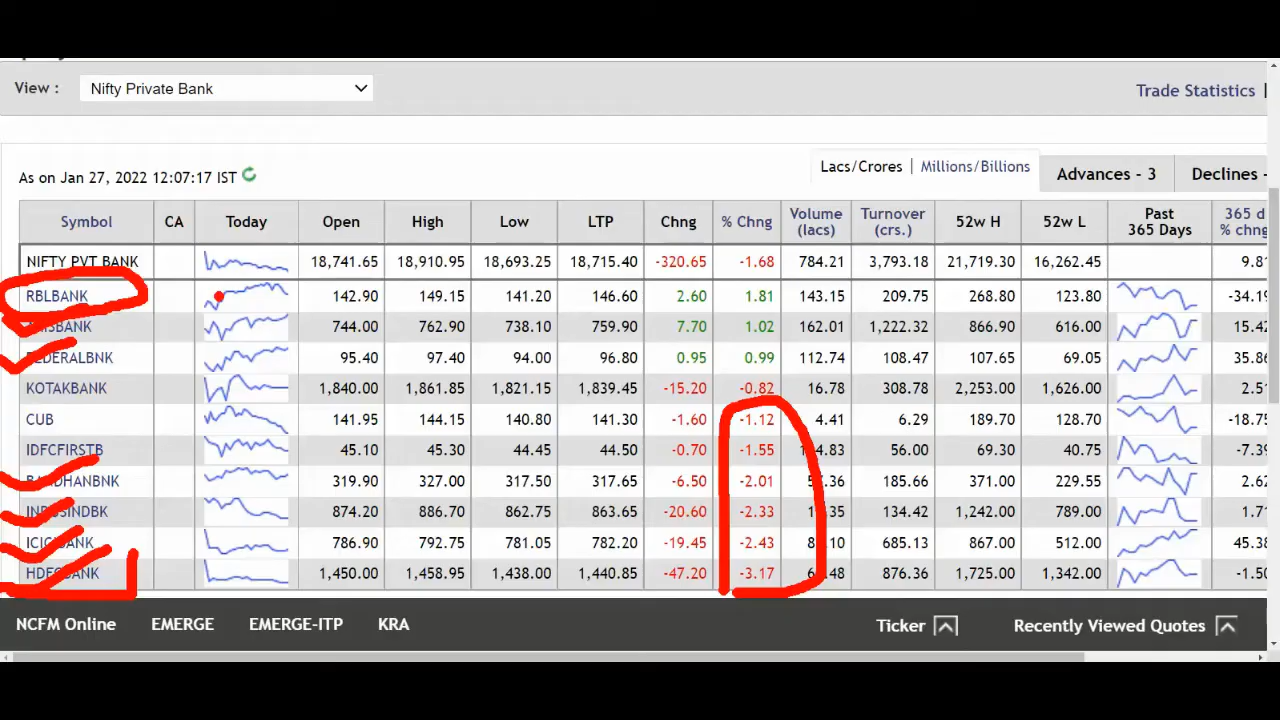 View : Nifty Private Bank
Trade Statistics
As on Jan 27, 2022 12:07:17 IST
Lacs/Crores | Millions/Billions Advances - 3 Declines -
Symbol CA Today Open High Low LTP Chng % Chng Volume (lacs) Turnover (crs.) 52w H 52w L Past 365 Days 365 d % chng
NIFTY PVT BANK 18,741.65 18,910.95 18,693.25 18,715.40 -320.65 -1.68 784.21 3,793.18 21,719.30 16,262.45 9.8
RBLBANK 142.90 149.15 141.20 146.60 2.60 1.81 143.15 209.75 268.80 123.80 -34.19
744.00 762.90 738.10 759.90 7.70 1.02 162.01 1,222.32 866.90 616.00 15.42
FEDERALBNK 95.40 97.40 94.00 96.80 0.95 0.99 112.74 108.47 107.65 69.05 35.86
KOTAKBANK 1,840.00 1,861.85 1,821.15 1,839.45 -15.20 -0.82 16.78 308.78 2,253.00 1,626.00 2.5
CUB 141.95 144.15 140.80 141.30 -1.60 -1.12 4.41 6.29 189.70 128.70 -18.75
IDFCFIRSTB 45.10 45.30 44.45 44.50 -0.70 -1.55 56.00 69.30 40.75 -7.39
BANDHANBNK 319.90 327.00 317.50 317.65 -6.50 -2.01 185.66 371.00 229.55 2.62
INDUSINDBK 874.20 886.70 862.75 863.65 -20.60 -2.33 134.42 1,242.00 789.00 1.7
ICICIBANK 786.90 792.75 781.05 782.20 -19.45 -2.43 685.13 867.00 512.00 45.38
HDFCBANK 1,450.00 1,458.95 1,438.00 1,440.85 -47.20 -3.17 876.36 1,725.00 1,342.00 -1.50
NCFM Online EMERGE EMERGE-ITP KRA Ticker Recently Viewed Quotes